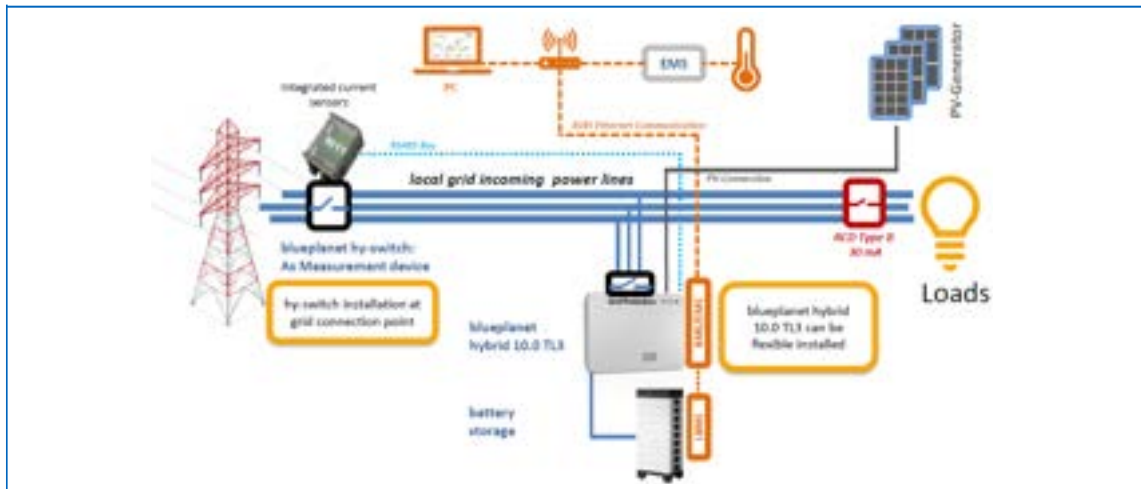 PC
EMS
PV-Generator
Integrated current
sensors
RS485-Bus
Ethernet Communication
local grid incoming power lines
PV-Connection
RCD Type B
30 mA
blueplanet hy-switch:
As Measurement device
Loads
hy-switch installation at
grid connection point
blueplanet
hybrid 10.0 TL3
blueplanet hybrid
10.0 TL3 can be
flexible installed
battery
storage